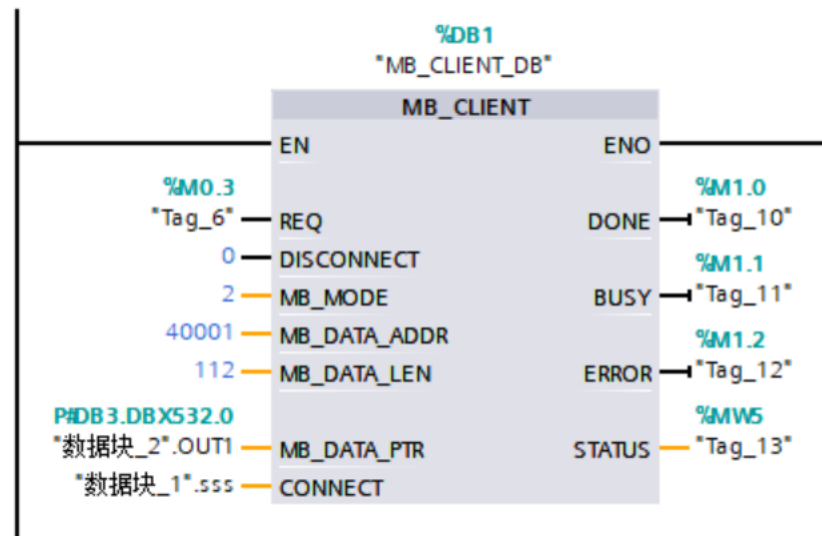 %DB1
"MB_CLIENT_DB"
MB_CLIENT
EN ENO
%M0.3 %M1.0
"Tag_6" REQ DONE "Tag_10"
0 DISCONNECT %M1.1
2 MB_MODE BUSY "Tag_11"
40001 MB_DATA_ADDR %M1.2
112 MB_DATA_LEN ERROR "Tag_12"
P#DB3.DBX532.0 %MW5
"数据块_2".OUT1 MB_DATA_PTR STATUS "Tag_13"
"数据块_1".sss CONNECT